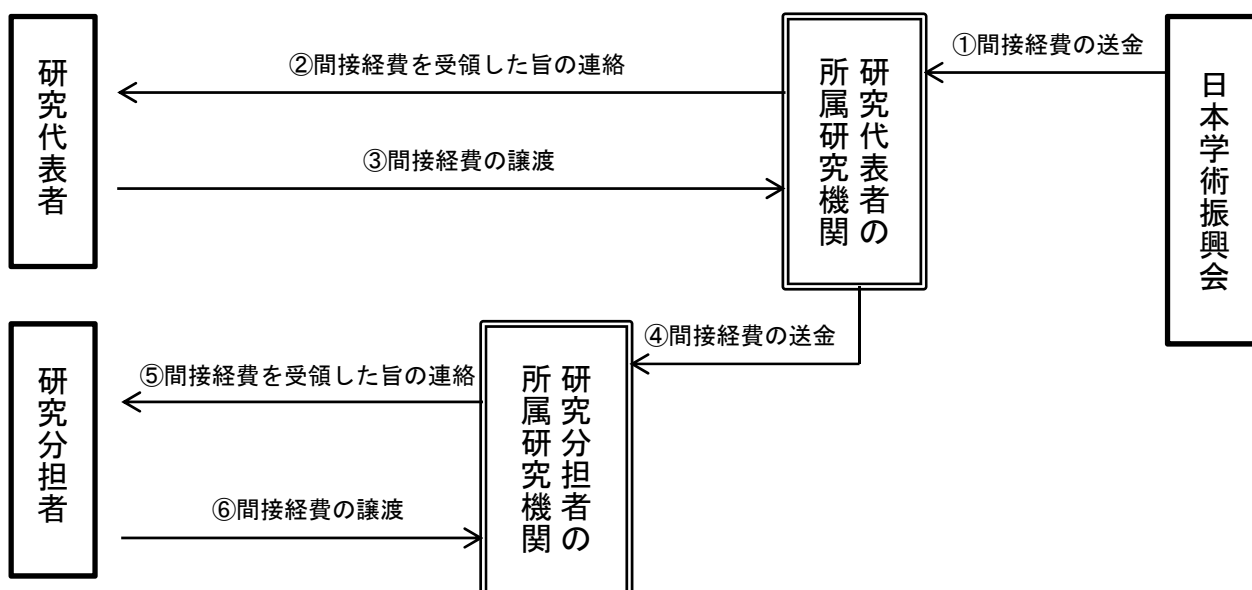 研究代表者
②間接経費を受領した旨の連絡
③間接経費の譲渡
研究代表者の
所属研究機関
①間接経費の送金
日本学術振興会
④間接経費の送金
研究分担者
⑤間接経費を受領した旨の連絡
⑥間接経費の譲渡
研究分担者の
所属研究機関